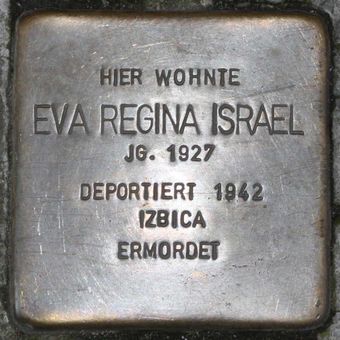 HIER WOHNTE
EVA REGINA ISRAEL
JG. 1927
DEPORTIERT 1942
IZBICA
ERMORDET